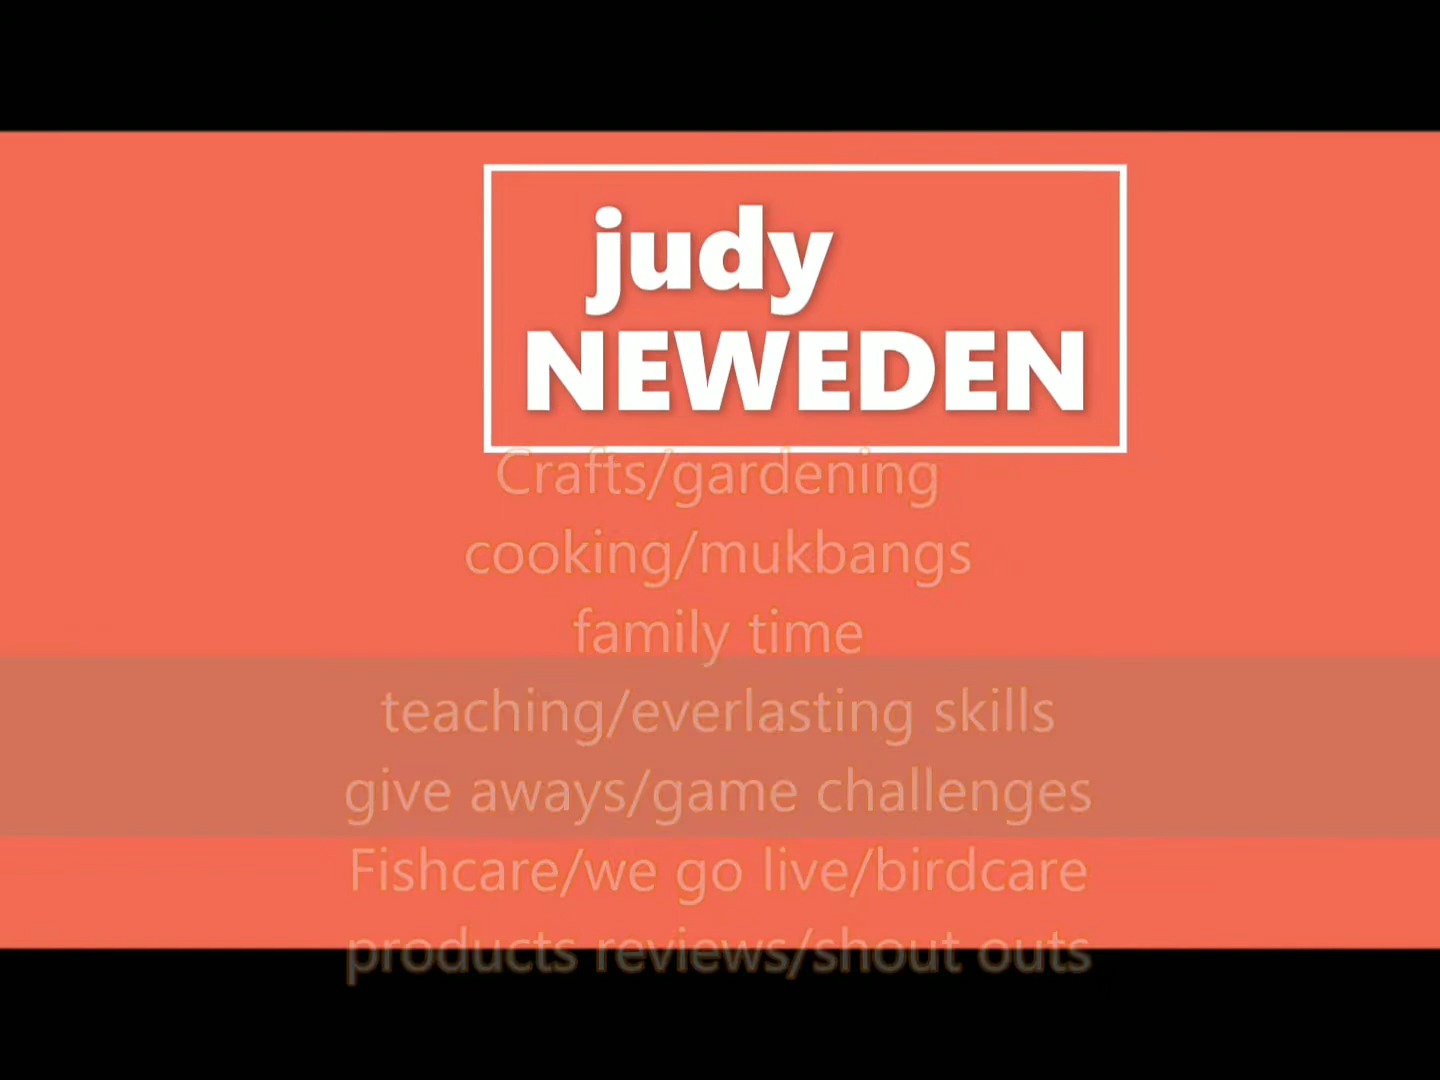 judy
NEWEDEN
Crafts/gardening
cooking/mukbangs
family time
teaching/everlasting skills
give aways/game challenges
Fishcare/we go live/birdcare
products reviews/shout outs